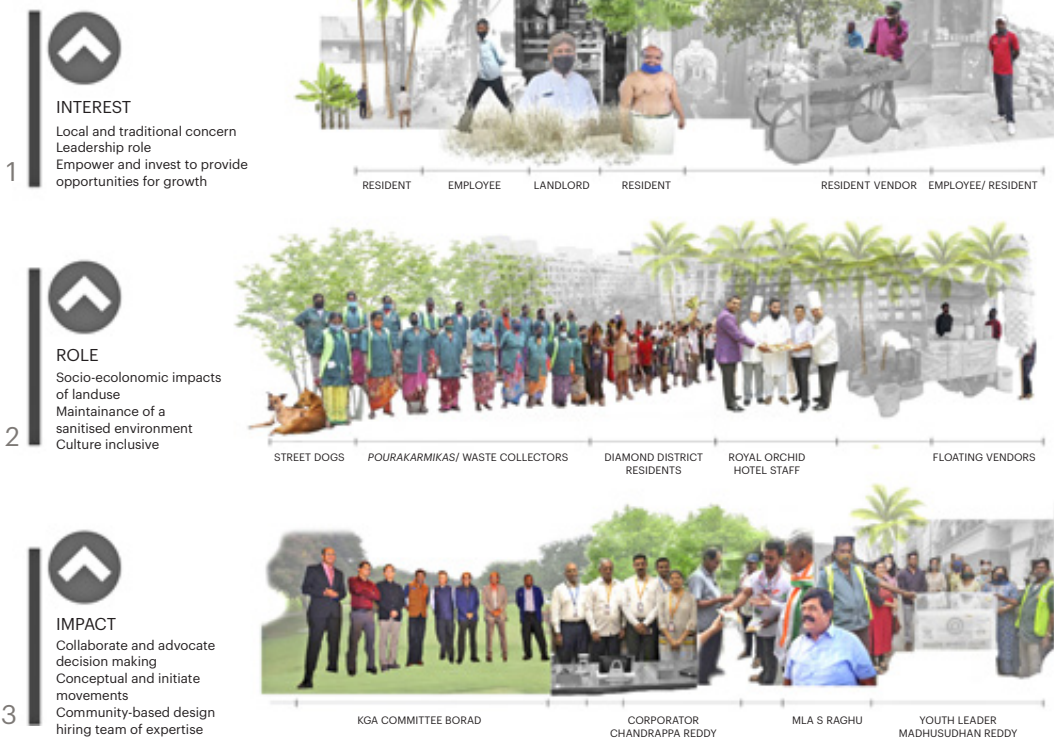 1
INTEREST
Local and traditional concern
Leadership role
Empower and invest to provide
opportunities for growth
RESIDENT
EMPLOYEE
LANDLORD
RESIDENT
RESIDENT VENDOR
EMPLOYEE/ RESIDENT
2
ROLE
Socio-ecolonomic impacts
of landuse
Maintainance of a
sanitised environment
Culture inclusive
STREET DOGS
POURAKARMIKAS/ WASTE COLLECTORS
DIAMOND DISTRICT
RESIDENTS
ROYAL ORCHID
HOTEL STAFF
FLOATING VENDORS
3
IMPACT
Collaborate and advocate
decision making
Conceptual and initiate
movements
Community-based design
hiring team of expertise
KGA COMMITTEE BORAD
CORPORATOR
CHANDRAPPA REDDY
MLA S RAGHU
YOUTH LEADER
MADHUSUDHAN REDDY